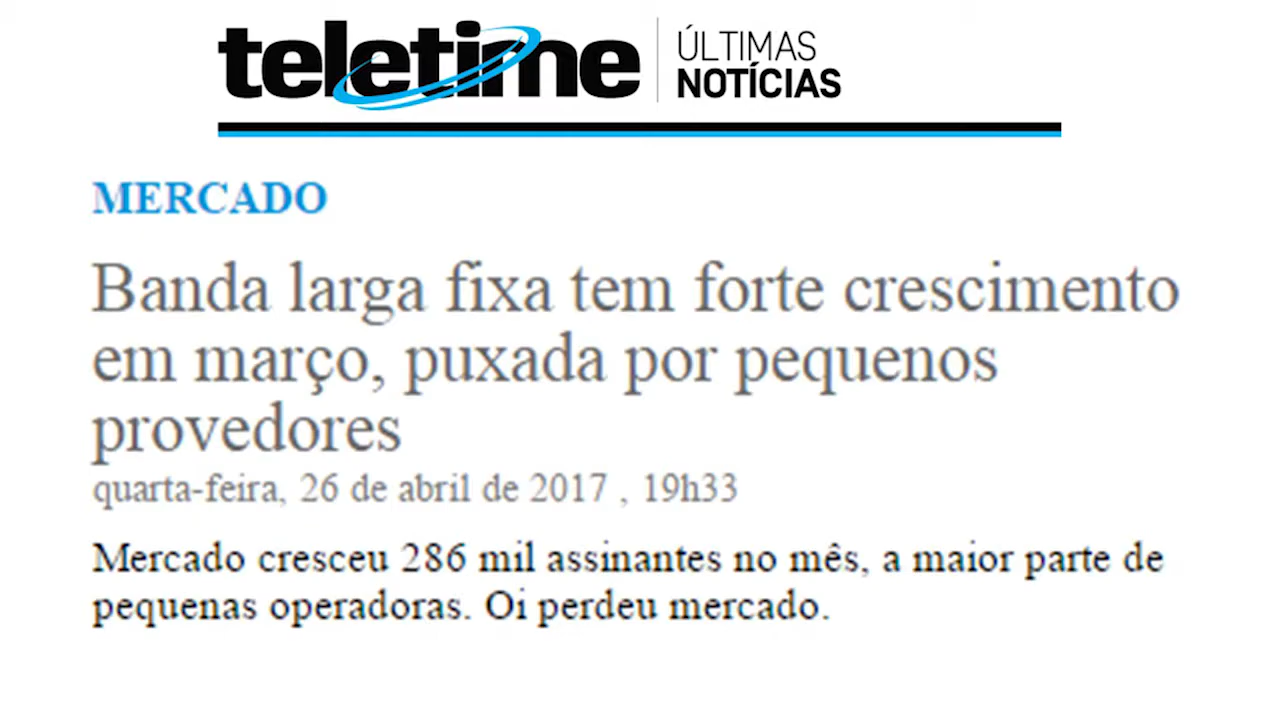 teletime
ÚLTIMAS
NOTÍCIAS
MERCADO
Banda larga fixa tem forte crescimento
em março, puxada por pequenos
provedores
quarta-feira, 26 de abril de 2017 , 19h33
Mercado cresceu 286 mil assinantes no mês, a maior parte de
pequenas operadoras. Oi perdeu mercado.